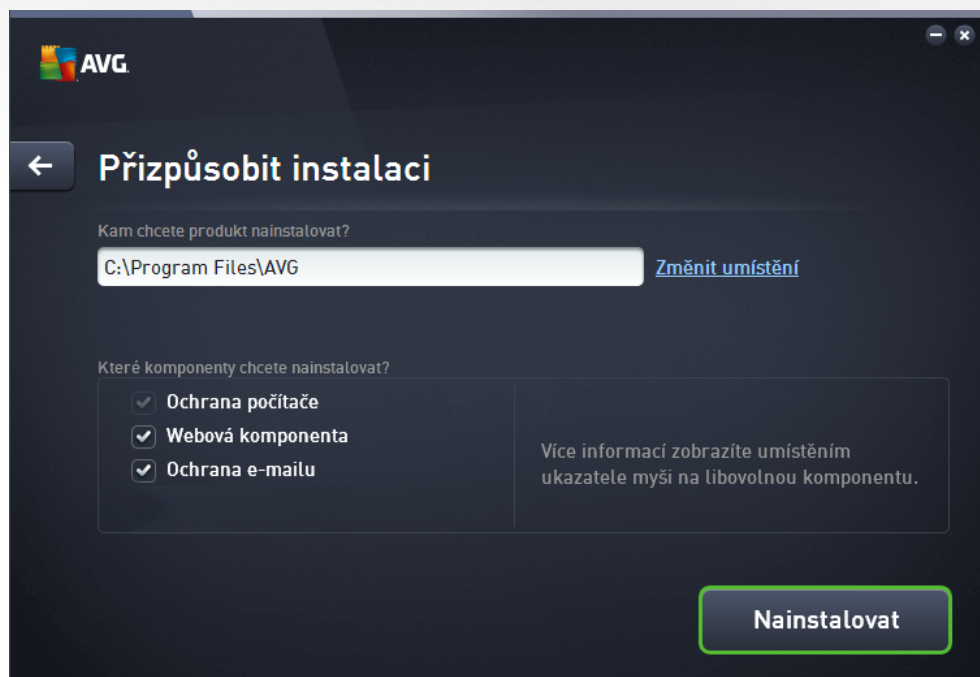 AVG.
Přizpůsobit instalaci
Kam chcete produkt nainstalovat?
C:\Program Files\AVG
Změnit umístění
Které komponenty chcete nainstalovat?
Ochrana počítače
Webová komponenta
Ochrana e-mailu
Více informací zobrazíte umístěním
ukazatele myši na libovolnou komponentu.
Nainstalovat